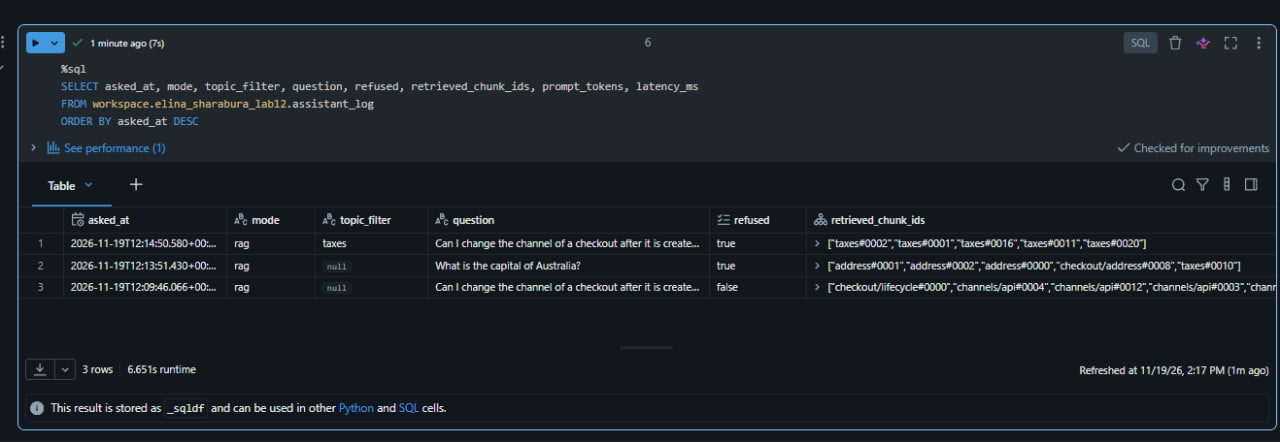 1 minute ago (7s)
6
SQL
%sql
SELECT asked_at, mode, topic_filter, question, refused, retrieved_chunk_ids, prompt_tokens, latency_ms
FROM workspace.elina_sharabura_lab12.assistant_log
ORDER BY asked_at DESC
See performance (1)
Checked for improvements
Table
asked_at mode topic_filter question refused retrieved_chunk_ids
1 2026-11-19T12:14:50.580+00:... rag taxes Can I change the channel of a checkout after it is create... true ["taxes#0002","taxes#0001","taxes#0016","taxes#0011","taxes#0020"]
2 2026-11-19T12:13:51.430+00:... rag null What is the capital of Australia? true ["address#0001","address#0002","address#0000","checkout/address#0008","taxes#0010"]
3 2026-11-19T12:09:46.066+00:... rag null Can I change the channel of a checkout after it is create... false ["checkout/lifecycle#0000","channels/api#0004","channels/api#0012","channels/api#0003","chann
3 rows 6.651s runtime
Refreshed at 11/19/26, 2:17 PM (1m ago)
This result is stored as _sqldf and can be used in other Python and SQL cells.